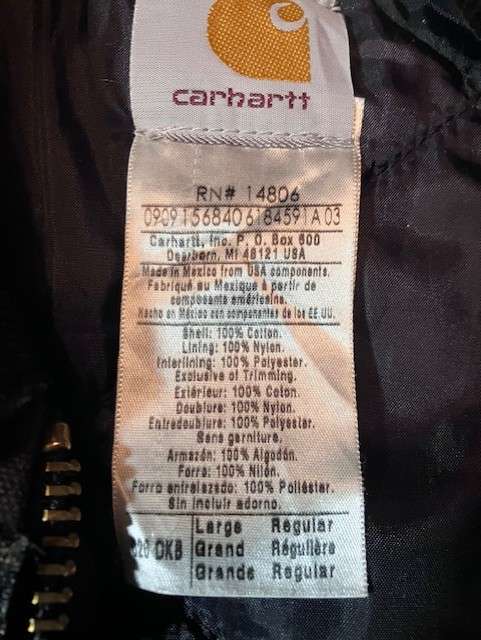 carhartt
RN# 14806
0909156840 6184591A03
Carhartt, Inc. P. O. Box 600
Dearborn, MI 48121 USA
Made in Mexico from USA components.
Fabriqué au Mexique à partir de
composants américains.
Hecho en México con componentes de los EE.UU.
Shell: 100% Cotton.
Lining: 100% Nylon.
Interlining: 100% Polyester.
Exclusive of Trimming.
Extérieur: 100% Coton.
Doublure: 100% Nylon.
Entredoublure: 100% Polyester.
Sans garniture.
Armazón: 100% Algodón.
Forro: 100% Nilón.
Forro entrelazado: 100% Poliéster.
Sin incluir adorno.
Large Regular
Grand Régulière
Grande Regular